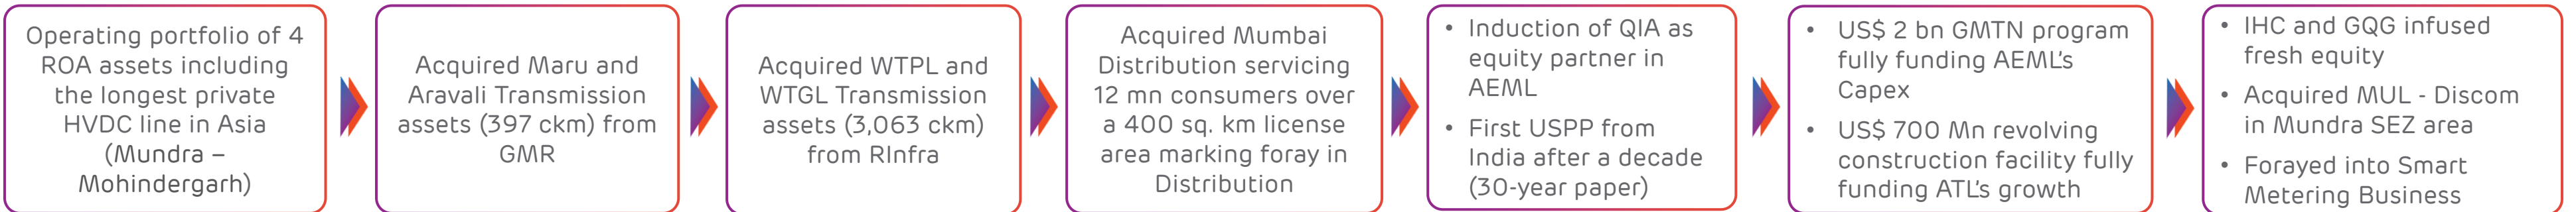 Operating portfolio of 4
ROA assets including
the longest private
HVDC line in Asia
(Mundra –
Mohindergarh)
Acquired Maru and
Aravali Transmission
assets (397 ckm) from
GMR
Acquired WTPL and
WTGL Transmission
assets (3,063 ckm)
from RInfra
Acquired Mumbai
Distribution servicing
12 mn consumers over
a 400 sq. km license
area marking foray in
Distribution
• Induction of QIA as
equity partner in
AEML
• First USPP from
India after a decade
(30-year paper)
• US$ 2 bn GMTN program
fully funding AEML's
Capex
• US$ 700 Mn revolving
construction facility fully
funding ATL's growth
• IHC and GQG infused
fresh equity
• Acquired MUL - Discom
in Mundra SEZ area
• Forayed into Smart
Metering Business